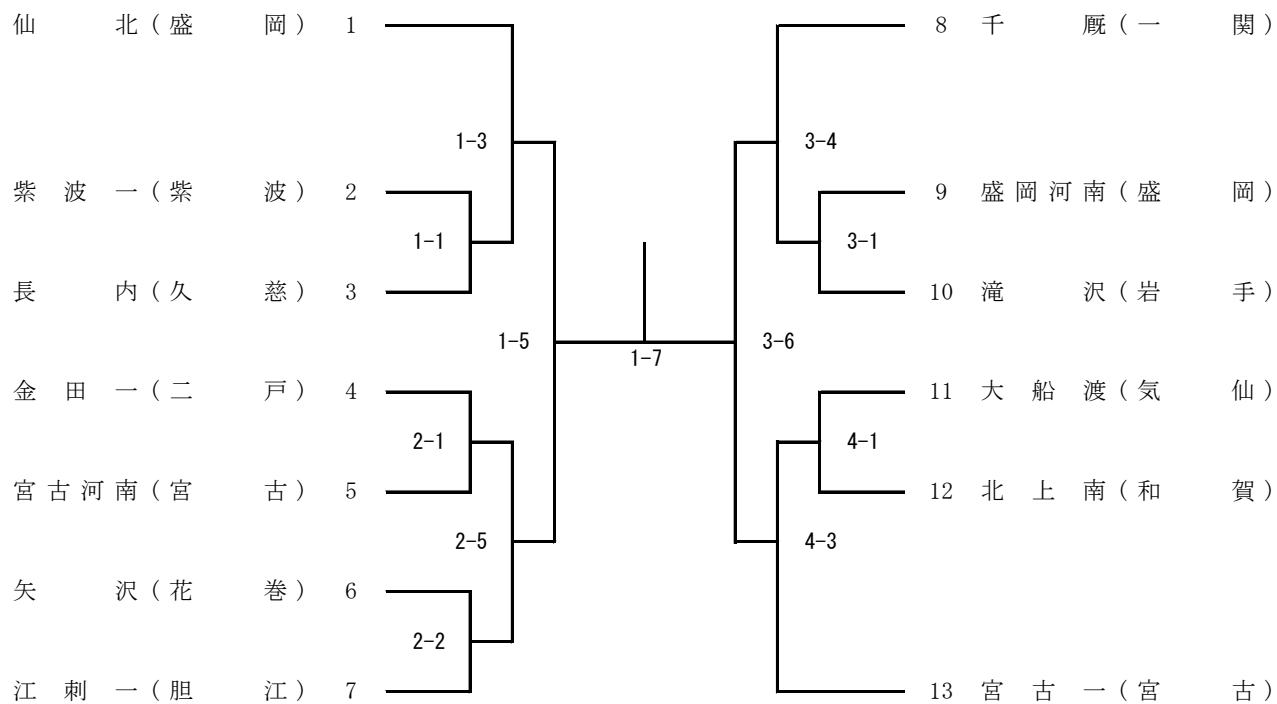 仙北(盛岡) 1
1-3
紫波一(紫波) 2
1-1
長内(久慈) 3
1-5
金田一(二戸) 4
2-1
宮古河南(宮古) 5
2-5
矢沢(花巻) 6
2-2
江刺一(胆江) 7
1-7
8 千厩(一関)
3-4
9 盛岡河南(盛岡)
3-1
10 滝沢(岩手)
3-6
11 大船渡(気仙)
4-1
12 北上南(和賀)
4-3
13 宮古一(宮古)